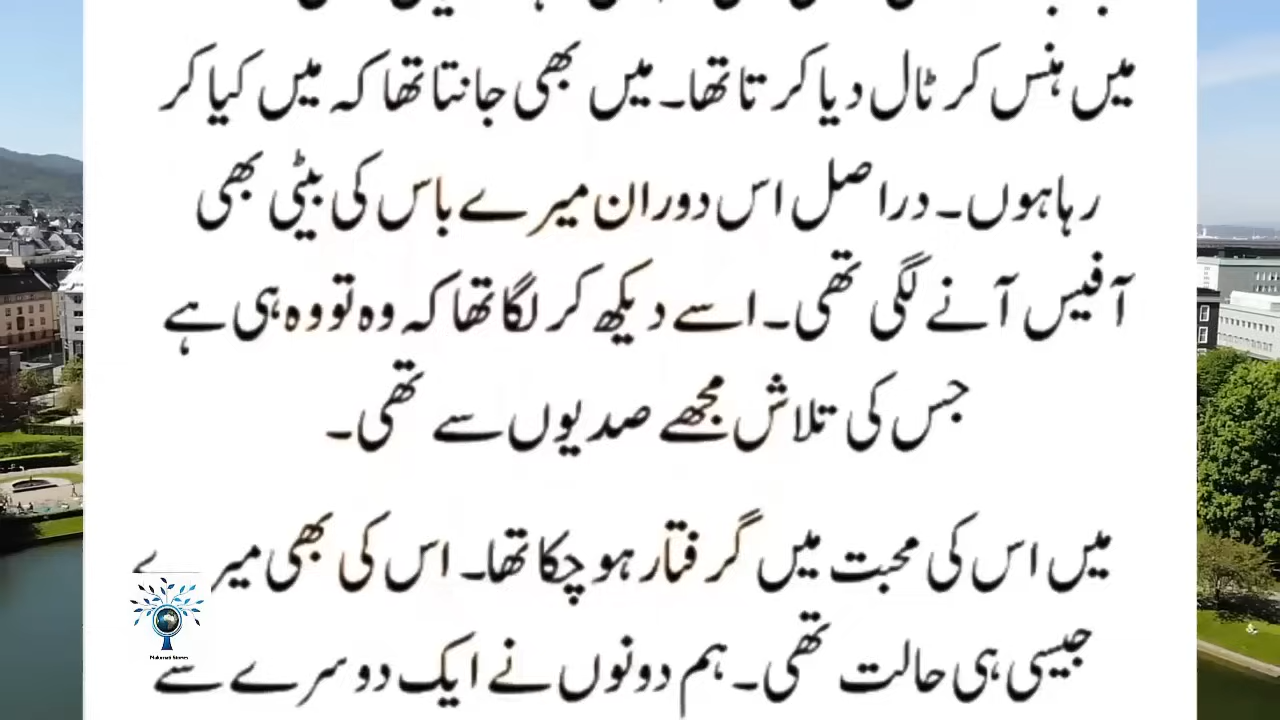 میں ہنس کر ٹال دیا کرتا تھا۔ میں بھی جانتا تھا کہ میں کیا کر
رہا ہوں۔ دراصل اس دوران میرے باس کی بیٹی بھی
آفیس آنے لگی تھی۔ اسے دیکھ کر لگا تھا کہ وہ تو وہ ہی ہے
جس کی تلاش مجھے صدیوں سے تھی۔
میں اس کی محبت میں گرفتار ہو چکا تھا۔ اس کی بھی میرے
جیسی ہی حالت تھی۔ ہم دونوں نے ایک دوسرے سے